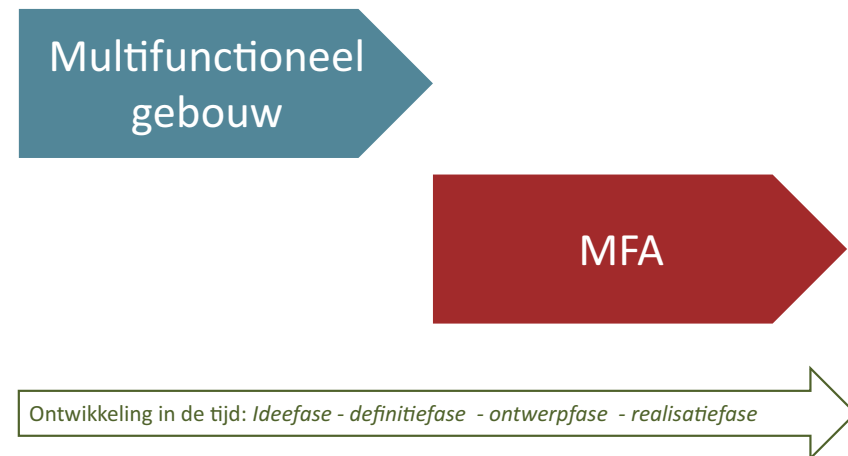 Multifunctioneel
gebouw
MFA
Ontwikkeling in de tijd: Ideefase - definitiefase - ontwerpfase - realisatiefase